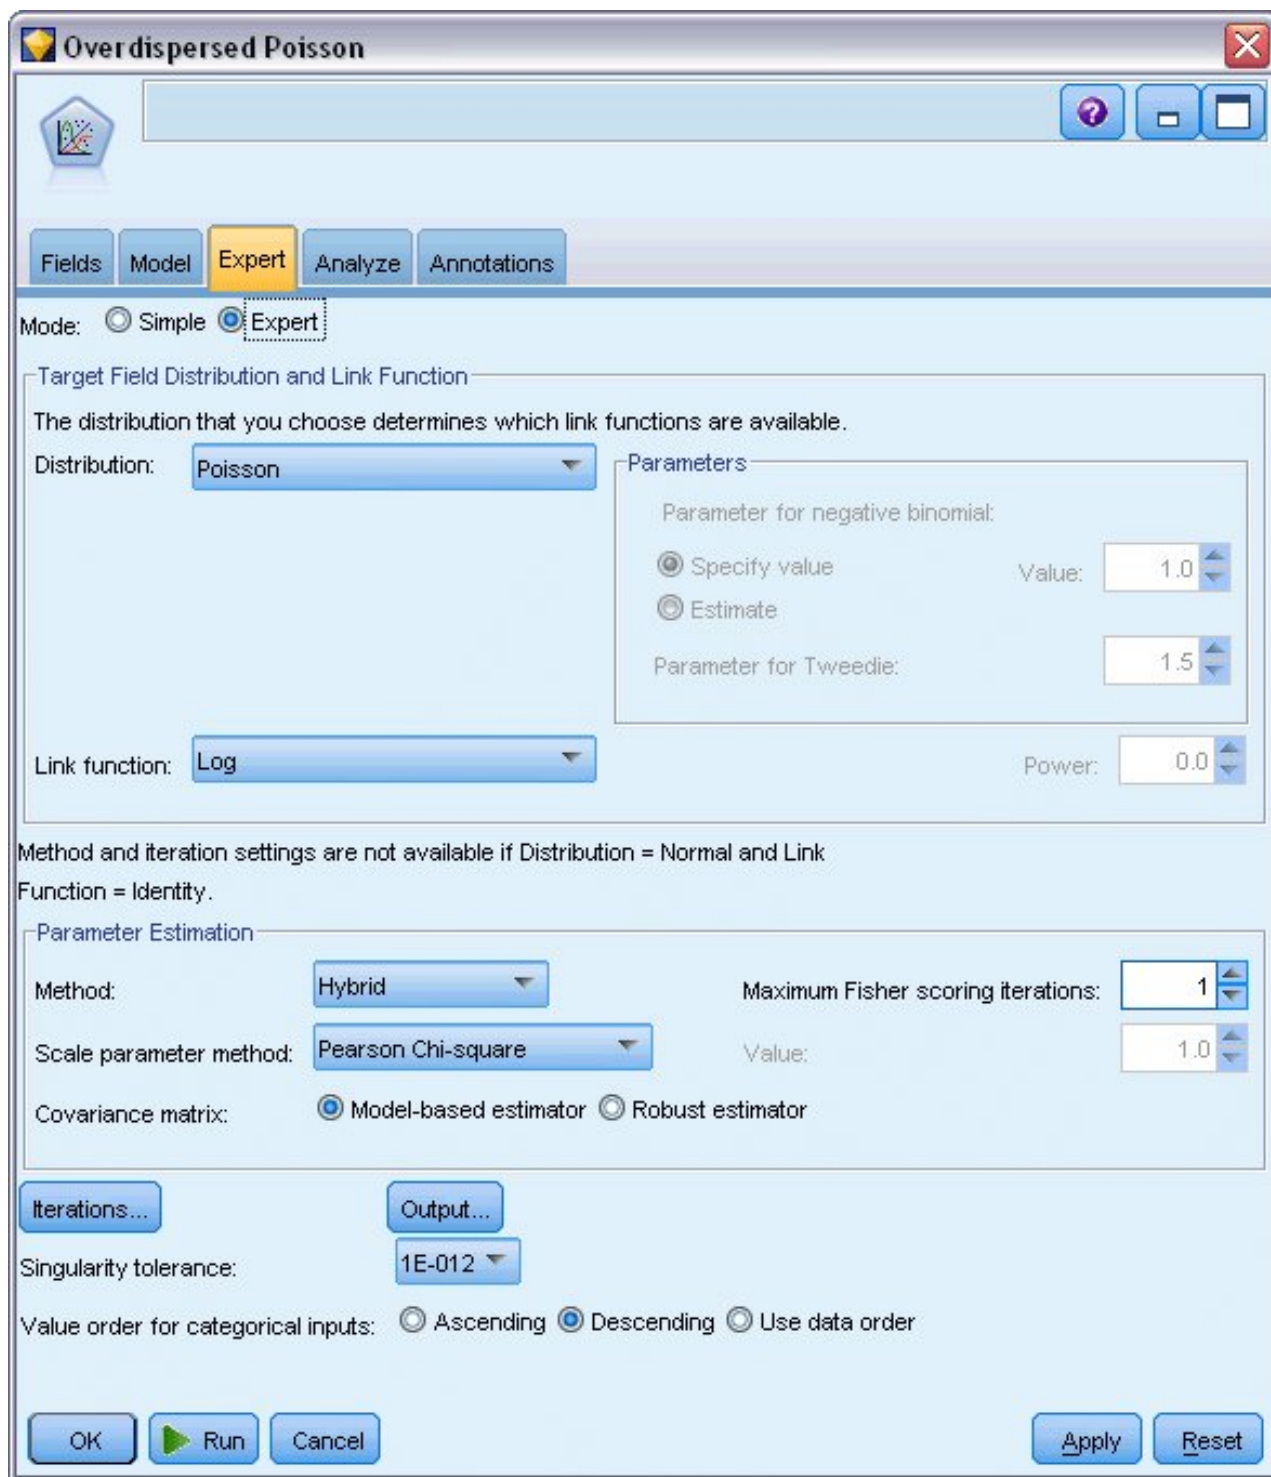 Overdispersed Poisson
?
Fields Model Expert Analyze Annotations
Mode: Simple Expert
Target Field Distribution and Link Function
The distribution that you choose determines which link functions are available.
Distribution: Poisson
Parameters
Parameter for negative binomial:
Specify value Value: 1.0
Estimate
Parameter for Tweedie: 1.5
Link function: Log Power: 0.0
Method and iteration settings are not available if Distribution = Normal and Link
Function = Identity.
Parameter Estimation
Method: Hybrid Maximum Fisher scoring iterations: 1
Scale parameter method: Pearson Chi-square Value: 1.0
Covariance matrix: Model-based estimator Robust estimator
Iterations... Output...
Singularity tolerance: 1E-012
Value order for categorical inputs: Ascending Descending Use data order
OK Run Cancel Apply Reset